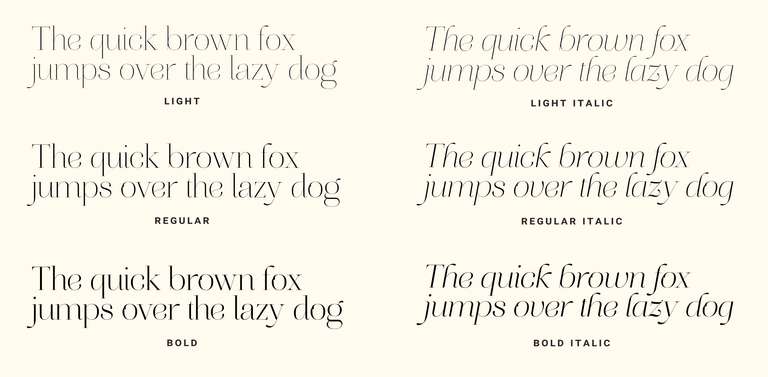 The quick brown fox
jumps over the lazy dog
LIGHT
The quick brown fox
jumps over the lazy dog
LIGHT ITALIC
The quick brown fox
jumps over the lazy dog
REGULAR
The quick brown fox
jumps over the lazy dog
REGULAR ITALIC
The quick brown fox
jumps over the lazy dog
BOLD
The quick brown fox
jumps over the lazy dog
BOLD ITALIC